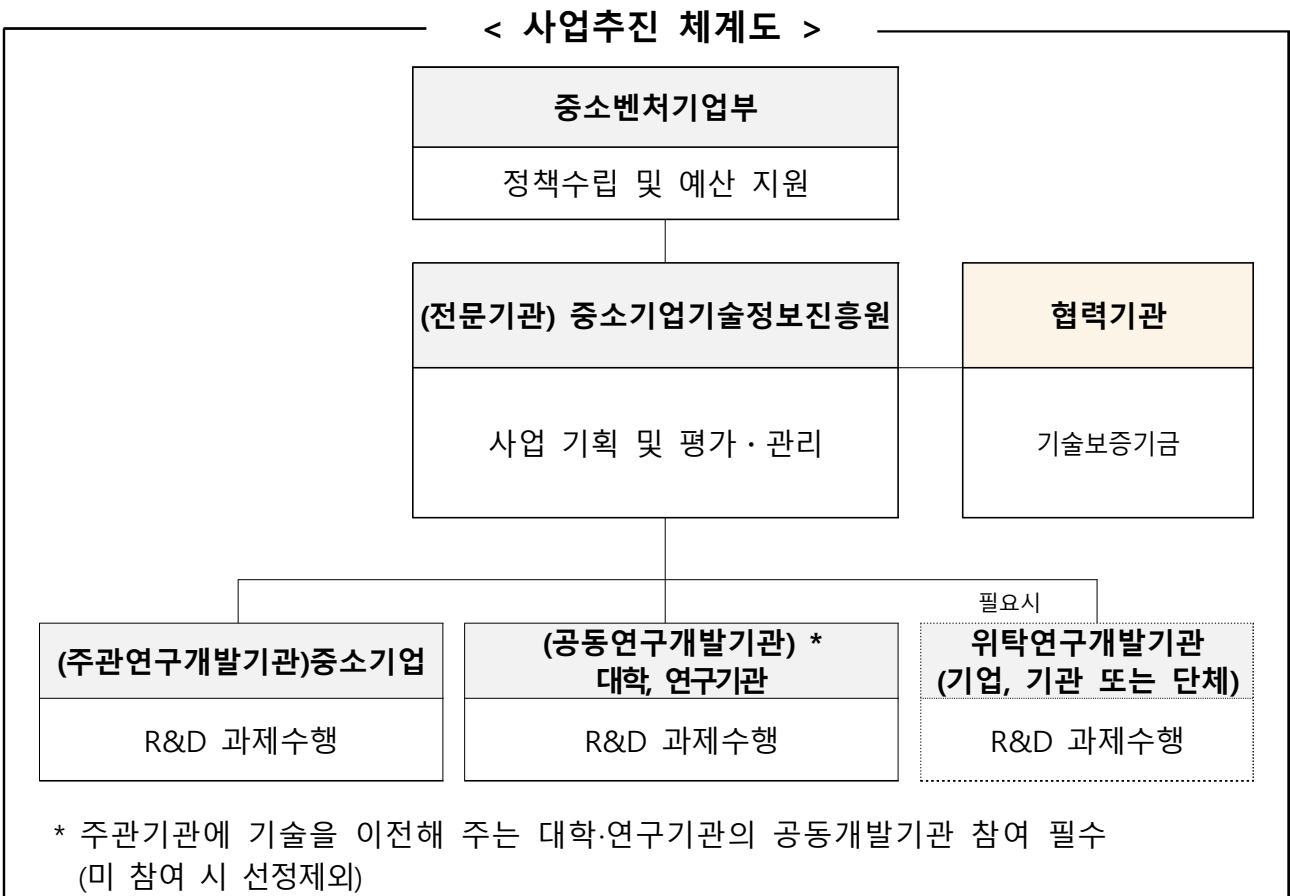 < 사업추진 체계도 >
중소벤처기업부
정책수립 및 예산 지원
(전문기관) 중소기업기술정보진흥원
협력기관
사업 기획 및 평가·관리
기술보증기금
필요시
(주관연구개발기관)중소기업
(공동연구개발기관) *
대학, 연구기관
위탁연구개발기관
(기업, 기관 또는 단체)
R&D 과제수행
R&D 과제수행
R&D 과제수행
* 주관기관에 기술을 이전해 주는 대학·연구기관의 공동개발기관 참여 필수
(미 참여 시 선정제외)